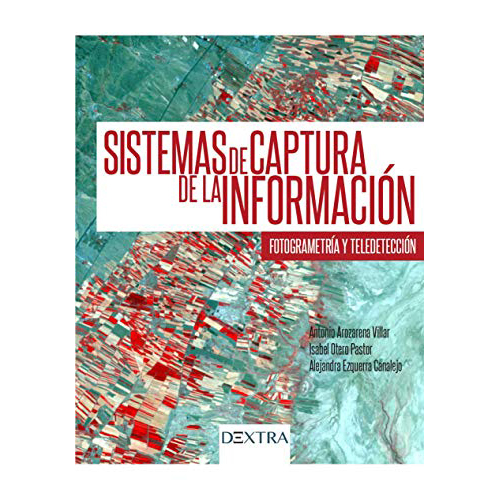 SISTEMAS DE CAPTURA
DE LA INFORMACIÓN
FOTOGRAMETRÍA Y TELEDETECCIÓN
Antonio Arozarena Villar
Isabel Otero Pastor
Alejandra Ezquerra Canalejo
DEXTRA